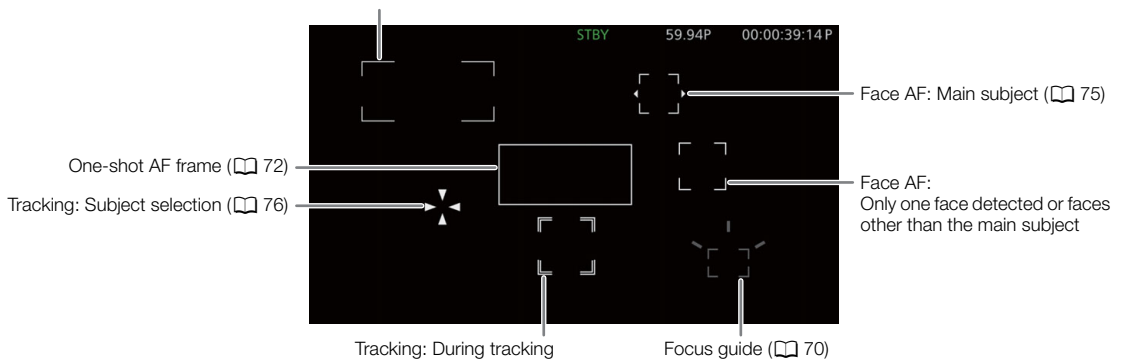 STBY 59.94P 00:00:39:14 P
Face AF: Main subject (75)
One-shot AF frame (72)
Face AF:
Only one face detected or faces
other than the main subject
Tracking: Subject selection (76)
Tracking: During tracking
Focus guide (70)